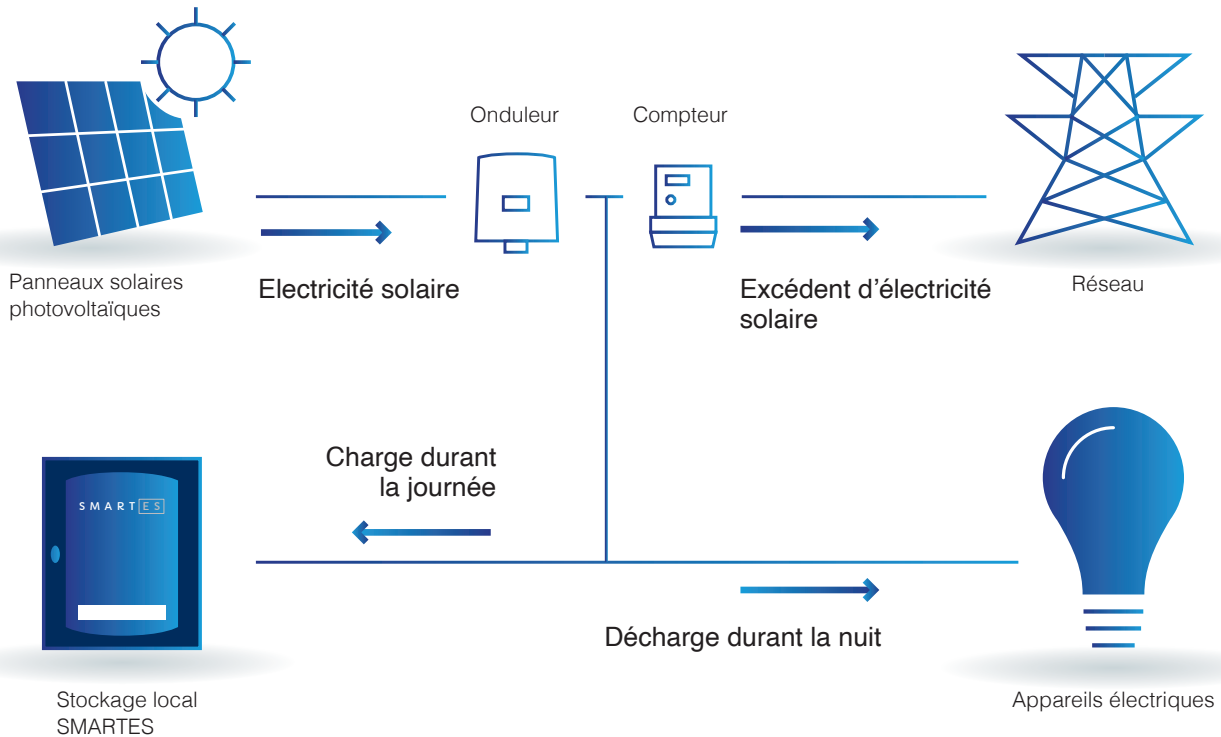 Onduleur
Compteur
Panneaux solaires
photovoltaïques
Electricité solaire
Excédent d’électricité
solaire
Réseau
Charge durant
la journée
SMARTES
Décharge durant la nuit
Stockage local
SMARTES
Appareils électriques